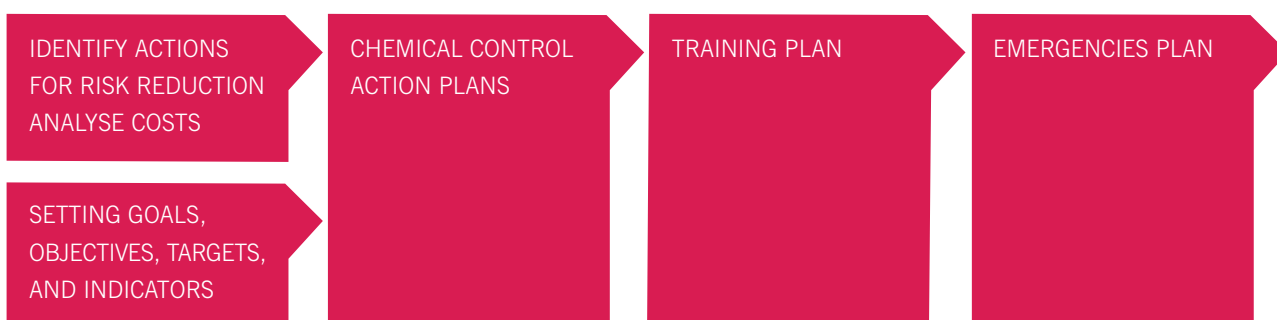 IDENTIFY ACTIONS
FOR RISK REDUCTION
ANALYSE COSTS
SETTING GOALS,
OBJECTIVES, TARGETS,
AND INDICATORS
CHEMICAL CONTROL
ACTION PLANS
TRAINING PLAN
EMERGENCIES PLAN